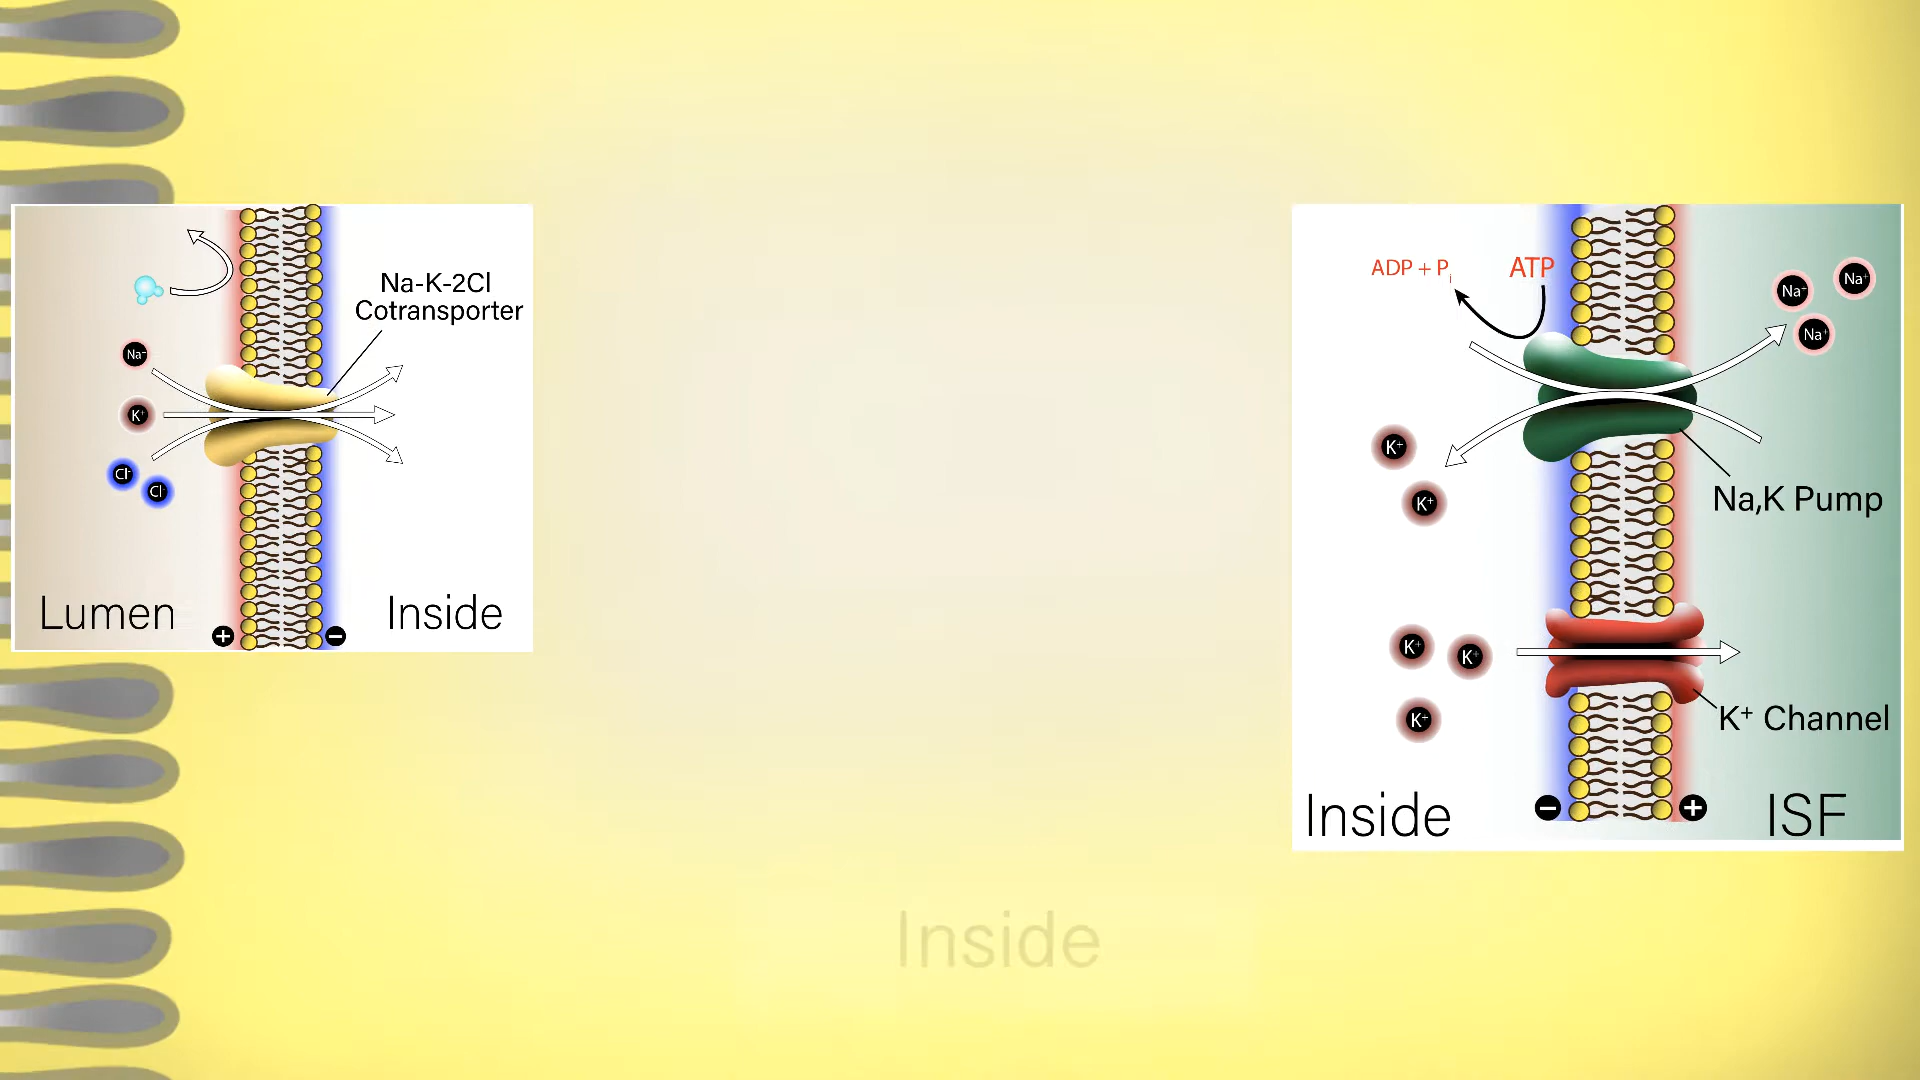 Na-K-2Cl
Cotransporter
Na⁺
K⁺
Cl⁻
Cl⁻
Lumen
Inside
+
−
ADP + Pi
ATP
Na⁺
Na⁺
Na⁺
K⁺
K⁺
Na,K Pump
K⁺
K⁺
K⁺
K⁺ Channel
Inside
−
+
ISF
Inside